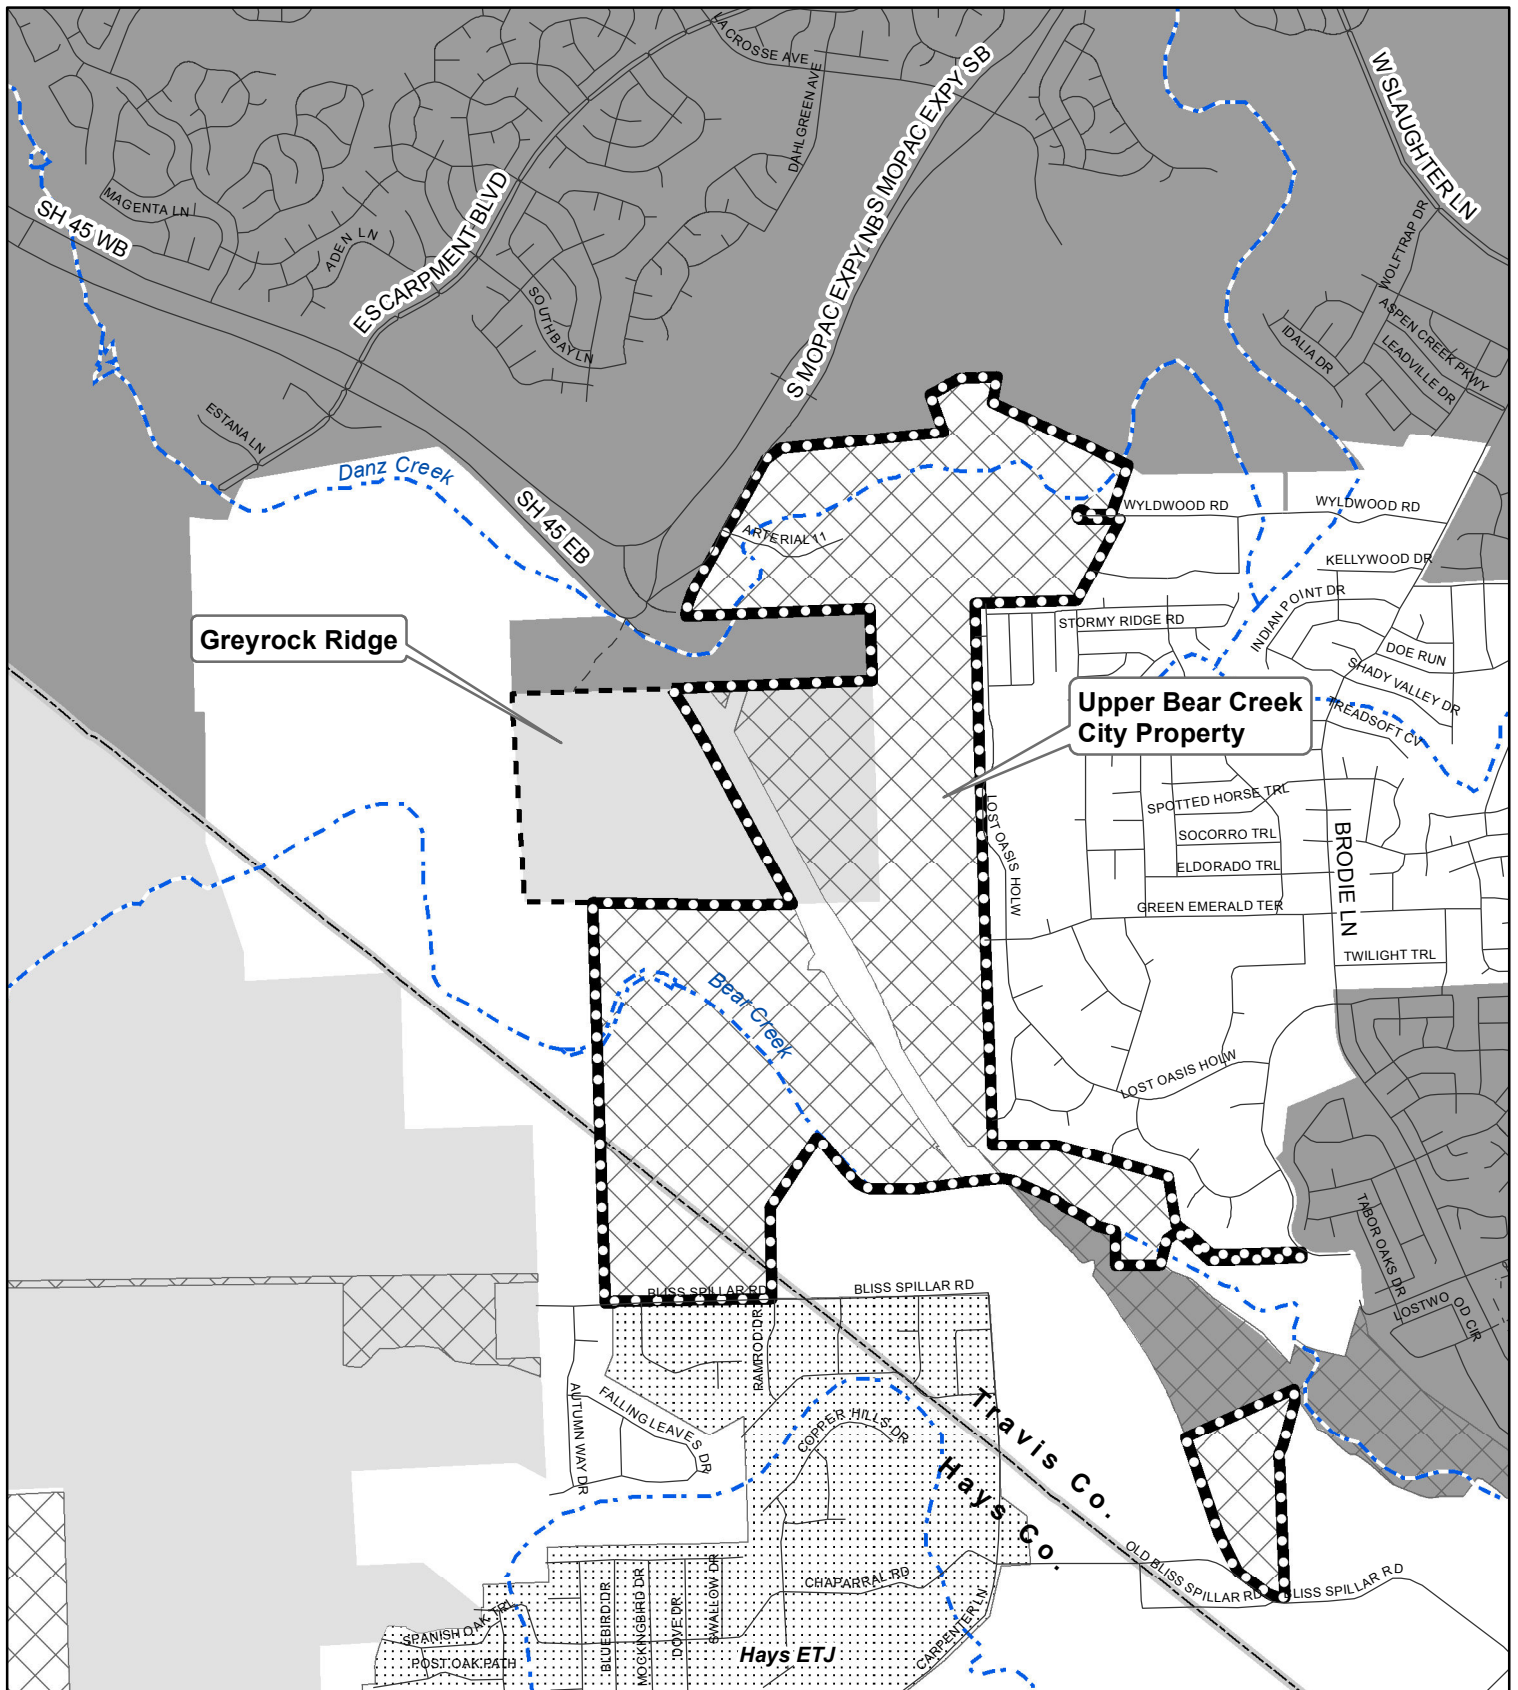 LACROSSE AVE
DAHLGREEN AVE
S MOPAC EXPY SB
W SLAUGHTER LN
MAGENTA LN
SH 45 WB
ADEN LN
ESCARPMENT BLVD
SOUTHBAY LN
S MOPAC EXPY NB
WOLFTRAP DR
ASPEN CREEK PKWY
IDALIA DR
LEADVILLE DR
ESTANA LN
Danz Creek
SH 45 EB
ARTERIAL 11
WYLDWOOD RD
WYLDWOOD RD
KELLYWOOD DR
INDIAN POINT DR
STORMY RIDGE RD
DOE RUN
SHADY VALLEY DR
TREADSOFT CV
Greyrock Ridge
Upper Bear Creek
City Property
SPOTTED HORSE TRL
SOCORRO TRL
ELDORADO TRL
GREEN EMERALD TER
LOST OASIS HOLW
BRODIE LN
TWILIGHT TRL
Bear Creek
LOST OASIS HOLW
TABOR OAKS DR
LOSTWOOD CIR
BLISS SPILLAR RD
BLISS SPILLAR RD
RAMROD DR
AUTUMN WAY DR
FALLING LEAVES DR
COPPER HILLS DR
Travis Co.
Hays Co.
OLD BLISS SPILLAR RD
BLISS SPILLAR RD
CHAPARRAL RD
CARPENTER LN
SPANISH OAK TRL
POST OAK PATH
BLUEBIRD DR
MOCKINGBIRD DR
DOVE DR
SWALLOW DR
Hays ETJ